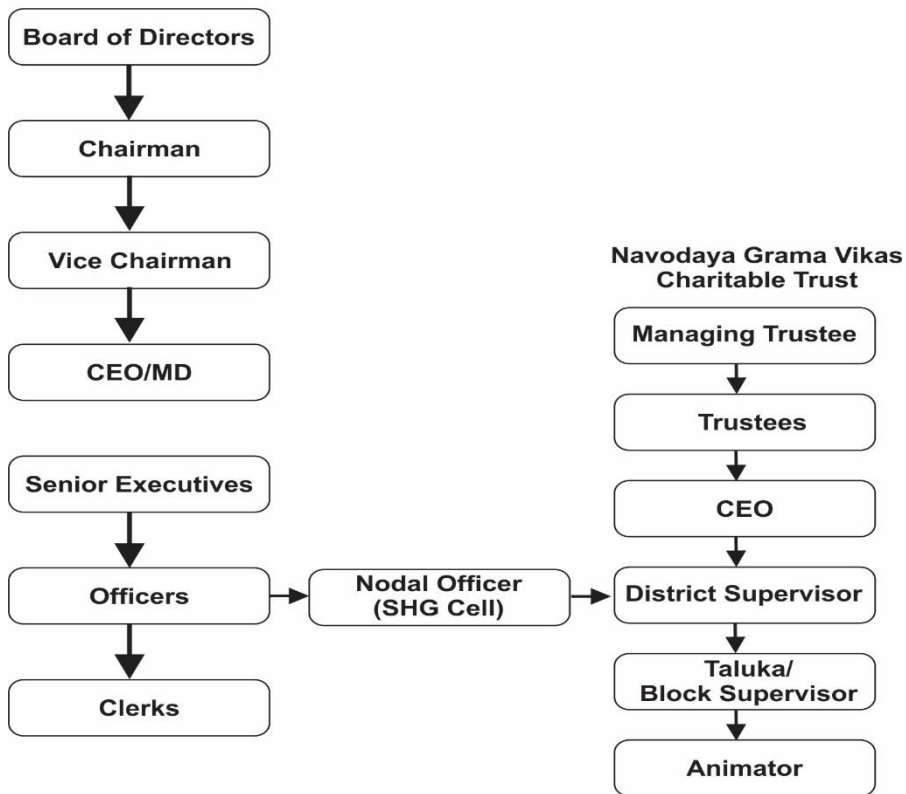 Board of Directors
Chairman
Vice Chairman
CEO/MD
Senior Executives
Officers
Clerks
Nodal Officer
(SHG Cell)
Navodaya Grama Vikas
Charitable Trust
Managing Trustee
Trustees
CEO
District Supervisor
Taluka/
Block Supervisor
Animator